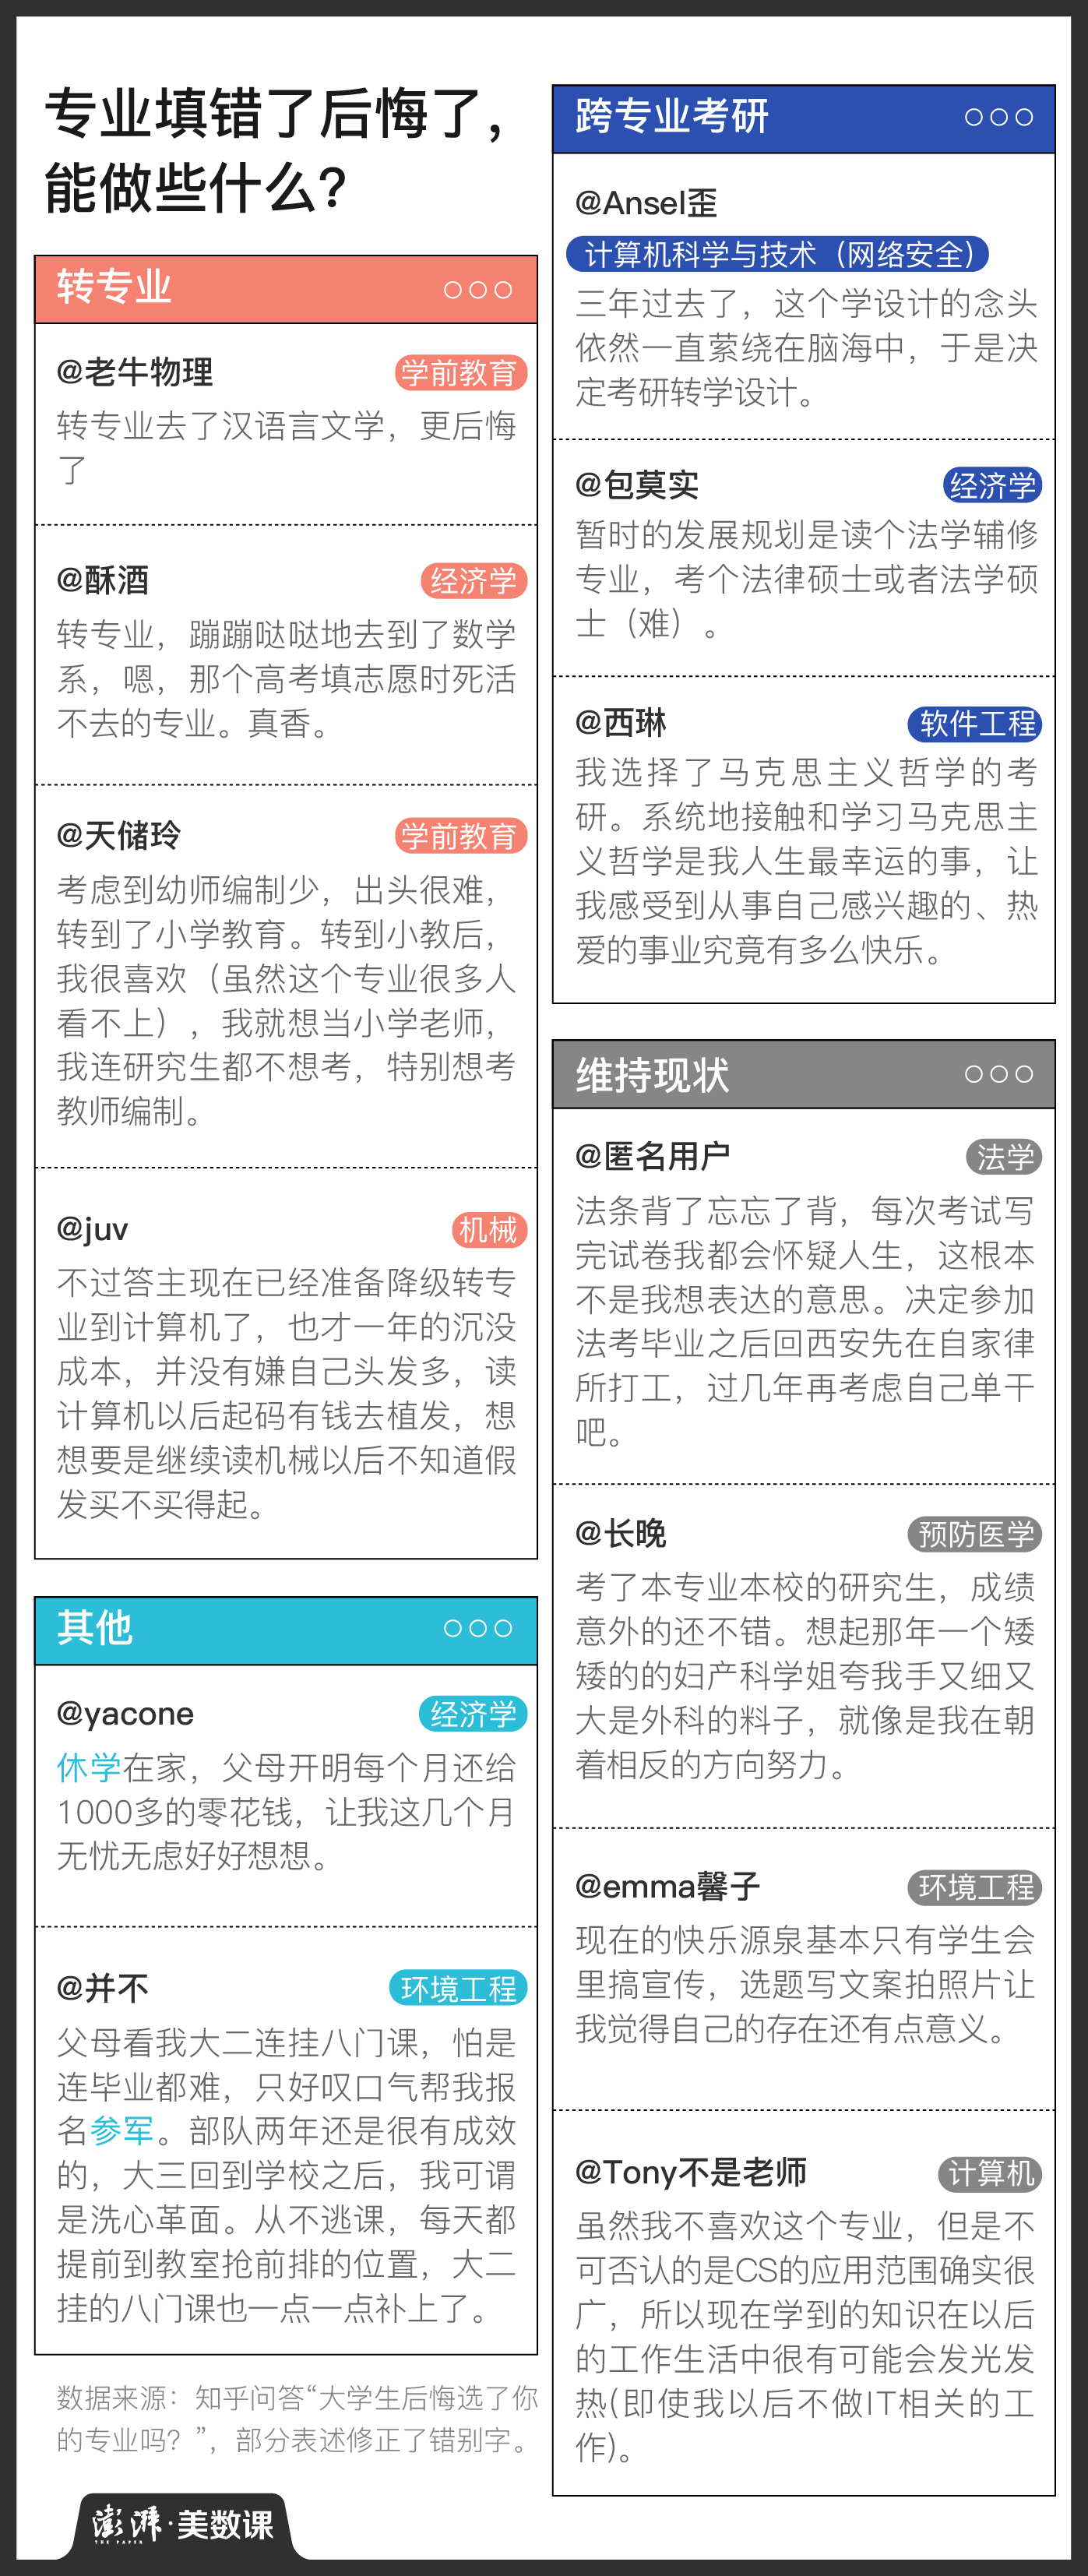 专业填错了后悔了，
能做些什么？
转专业
@老牛物理 学前教育
转专业去了汉语言文学，更后悔
了
@酥酒 经济学
转专业，蹦蹦哒哒地去到了数学
系，嗯，那个高考填志愿时死活
不去的专业。真香。
@天储玲 学前教育
考虑到幼师编制少，出头很难，
转到了小学教育。转到小教后，
我很喜欢（虽然这个专业很多人
看不上），我就想当小学老师，
我连研究生都不想考，特别想考
教师编制。
@juv 机械
不过答主现在已经准备降级转专
业到计算机了，也才一年的沉没
成本，并没有嫌自己头发多，读
计算机以后起码有钱去植发，想
想要是继续读机械以后不知道假
发买不买得起。
其他
@yacone 经济学
休学在家，父母开明每个月还给
1000多的零花钱，让我这几个月
无忧无虑好好想想。
@并不 环境工程
父母看我大二连挂八门课，怕是
连毕业都难，只好叹口气帮我报
名参军。部队两年还是很有成效
的，大三回到学校之后，我可谓
是洗心革面。从不逃课，每天都
提前到教室抢前排的位置，大二
挂的八门课也一点一点补上了。
数据来源：知乎问答“大学生后悔选了你
的专业吗？”，部分表述修正了错别字。
澎湃·美数课
THE PAPER
跨专业考研
@Ansel歪
计算机科学与技术（网络安全）
三年过去了，这个学设计的念头
依然一直萦绕在脑海中，于是决
定考研转学设计。
@包莫实 经济学
暂时的发展规划是读个法学辅修
专业，考个法律硕士或者法学硕
士（难）。
@西琳 软件工程
我选择了马克思主义哲学的考
研。系统地接触和学习马克思主
义哲学是我人生最幸运的事，让
我感受到从事自己感兴趣的、热
爱的事业究竟有多么快乐。
维持现状
@匿名用户 法学
法条背了忘忘了背，每次考试写
完试卷我都会怀疑人生，这根本
不是我想表达的意思。决定参加
法考毕业之后回西安先在自家律
所打工，过几年再考虑自己单干
吧。
@长晚 预防医学
考了本专业本校的研究生，成绩
意外的还不错。想起那年一个矮
矮的的妇产科学姐夸我手又细又
大是外科的料子，就像是我在朝
着相反的方向努力。
@emma馨子 环境工程
现在的快乐源泉基本只有学生会
里搞宣传，选题写文案拍照片让
我觉得自己的存在还有点意义。
@Tony不是老师 计算机
虽然我不喜欢这个专业，但是不
可否认的是CS的应用范围确实很
广，所以现在学到的知识在以后
的工作生活中很有可能会发光发
热(即使我以后不做IT相关的工
作)。